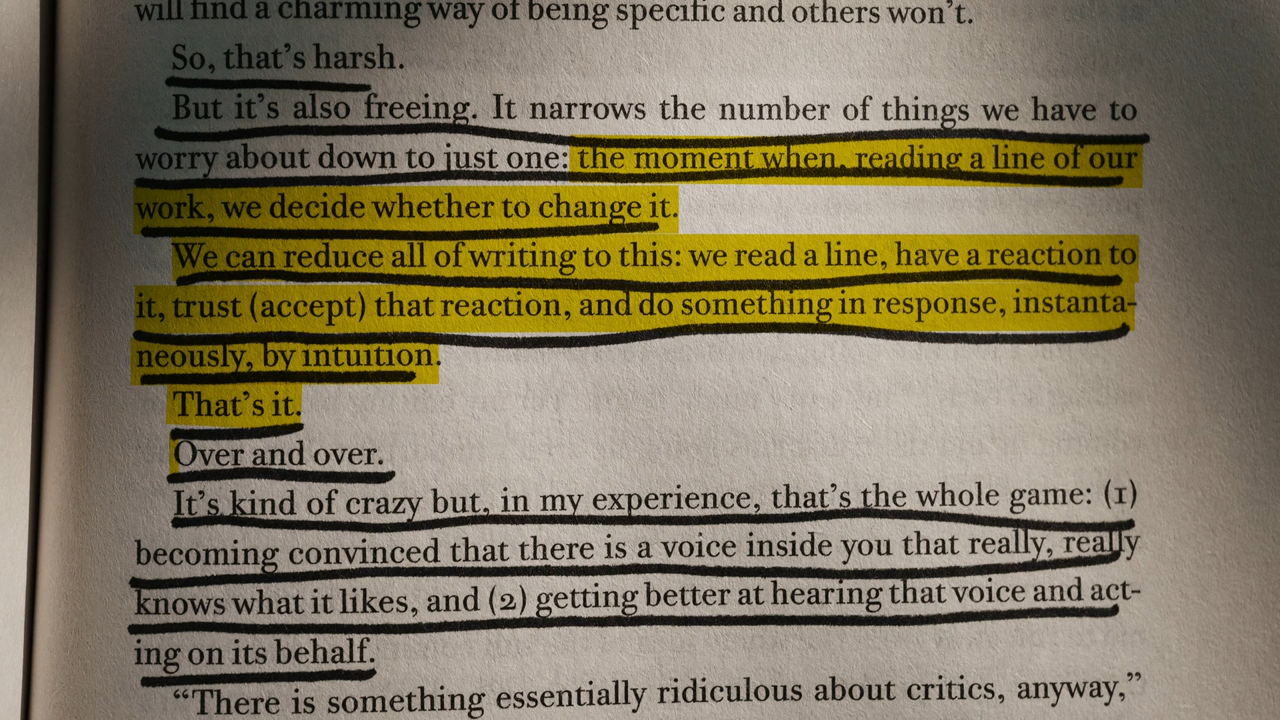 will find a charming way of being specific and others won't.
So, that's harsh.
But it's also freeing. It narrows the number of things we have to
worry about down to just one: the moment when, reading a line of our
work, we decide whether to change it.
We can reduce all of writing to this: we read a line, have a reaction to
it, trust (accept) that reaction, and do something in response, instanta-
neously, by intuition.
That's it.
Over and over.
It's kind of crazy but, in my experience, that's the whole game: (1)
becoming convinced that there is a voice inside you that really, really
knows what it likes, and (2) getting better at hearing that voice and act-
ing on its behalf.
“There is something essentially ridiculous about critics, anyway,”